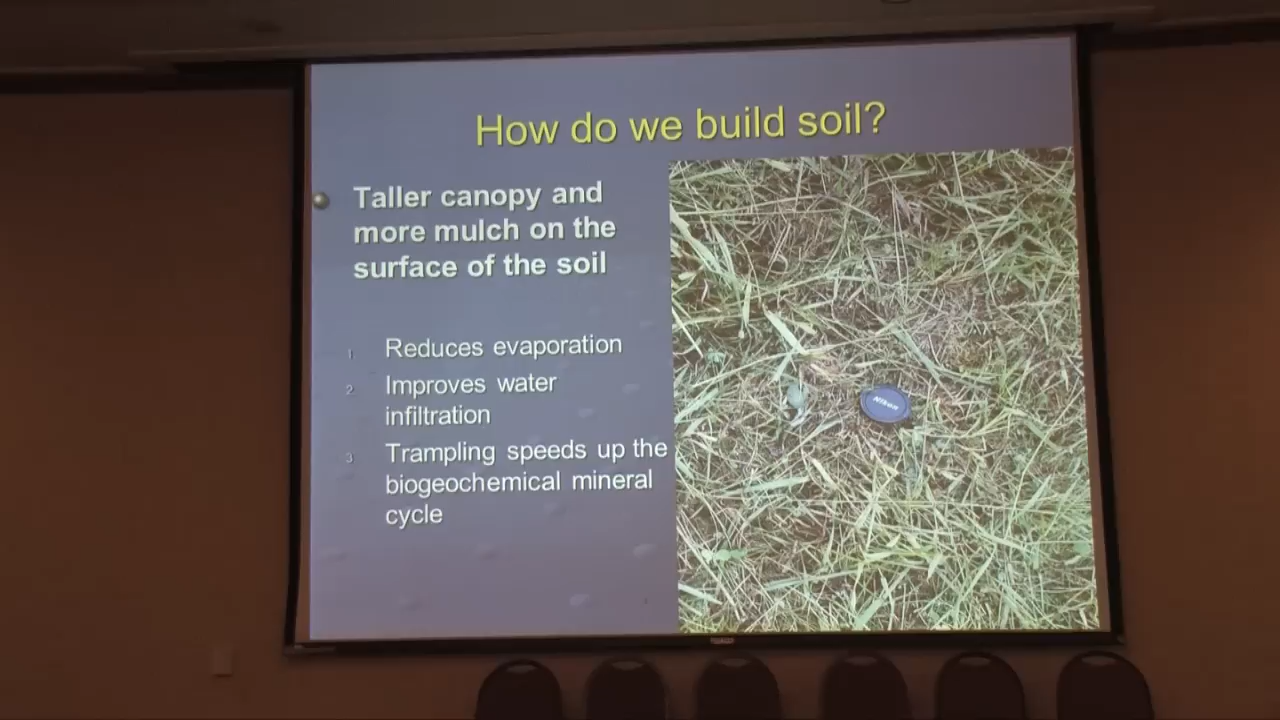 How do we build soil?
Taller canopy and
more mulch on the
surface of the soil
1 Reduces evaporation
2 Improves water
infiltration
3 Trampling speeds up the
biogeochemical mineral
cycle
Nikon